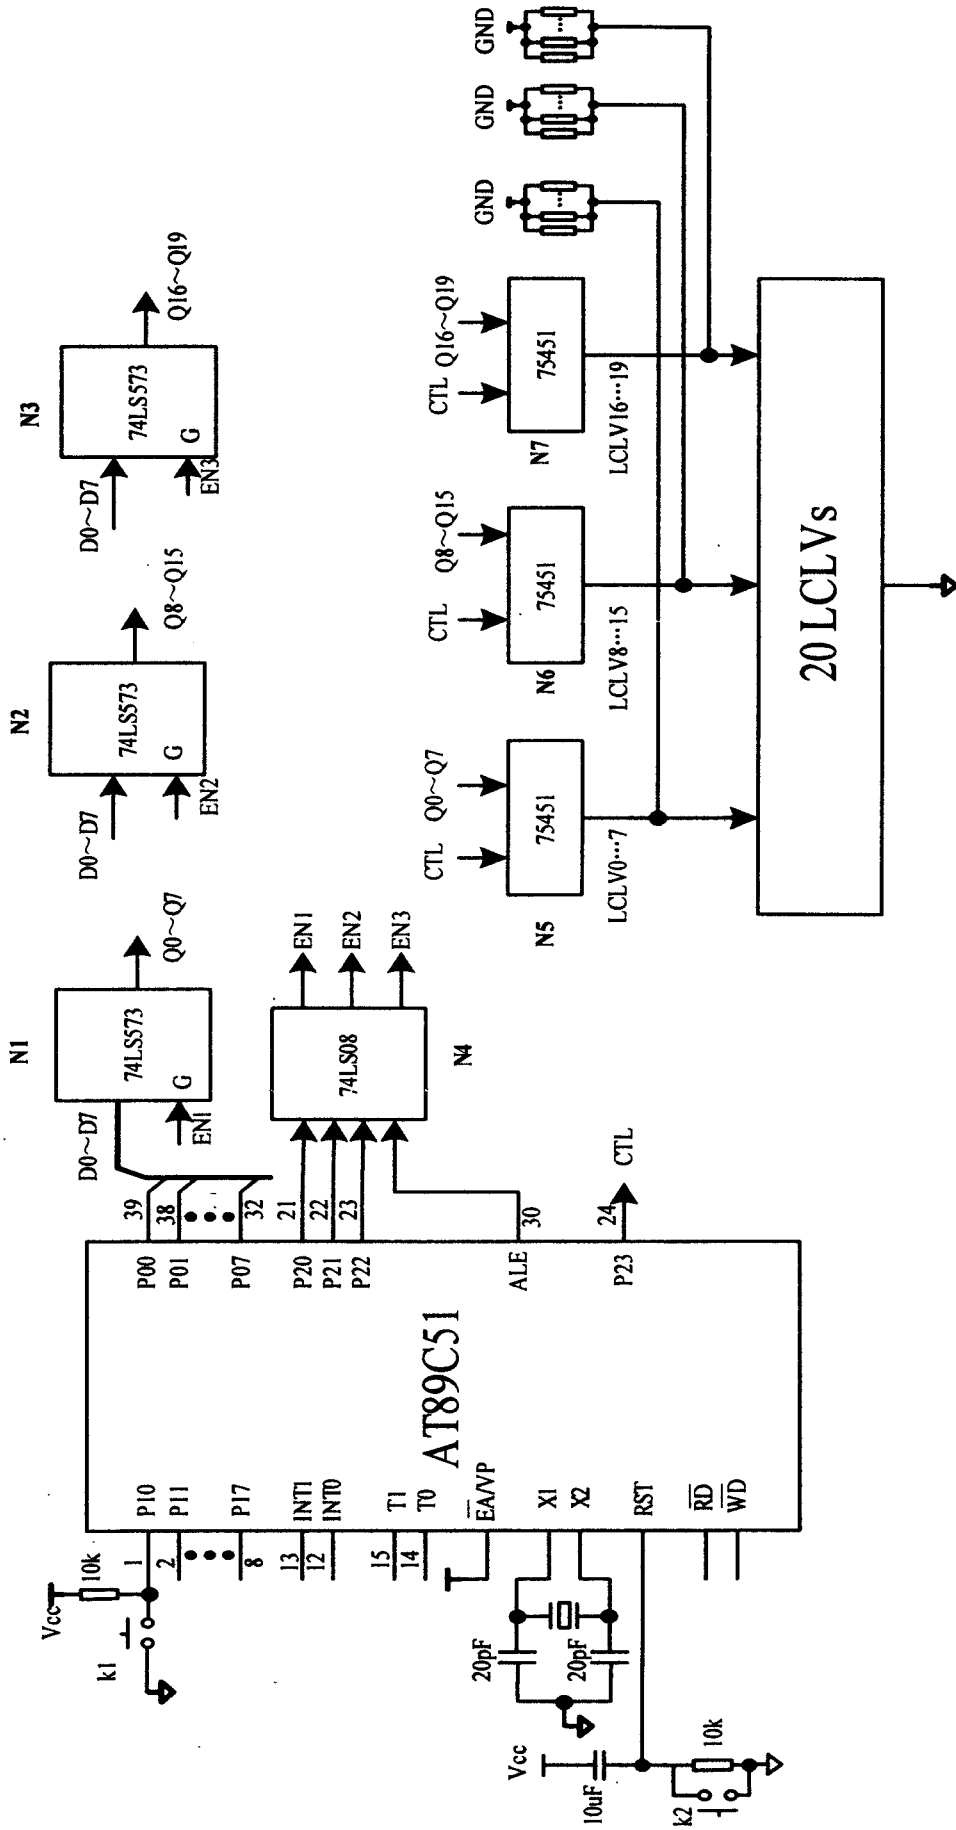 Vcc
10k
k1
1
2
8
13
12
15
14
P10
P11
P17
INT1
INT0
T1
T0
EA/VP
X1
X2
RST
RD
WD
20pF
20pF
Vcc
10uF
10k
k2
AT89C51
P00
P01
P07
P20
P21
P22
ALE
P23
39
38
32
21
22
23
30
24
CTL
N1
D0~D7
74LS573
G
EN1
Q0~Q7
N2
D0~D7
74LS573
G
EN2
Q8~Q15
N3
D0~D7
74LS573
G
EN3
Q16~Q19
74LS08
N4
EN1
EN2
EN3
CTL
Q0~Q7
75451
N5
LCLV0…7
CTL
Q8~Q15
75451
N6
LCLV8…15
CTL
Q16~Q19
75451
N7
LCLV16…19
GND
GND
GND
20 LCLVs